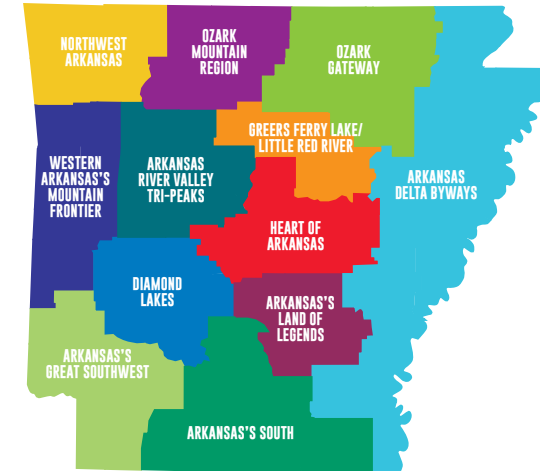 NORTHWEST
ARKANSAS
OZARK
MOUNTAIN
REGION
OZARK
GATEWAY
GREERS FERRY LAKE/
LITTLE RED RIVER
WESTERN
ARKANSAS'S
MOUNTAIN
FRONTIER
ARKANSAS
RIVER VALLEY
TRI-PEAKS
ARKANSAS
DELTA BYWAYS
HEART OF
ARKANSAS
DIAMOND
LAKES
ARKANSAS'S
LAND OF
LEGENDS
ARKANSAS'S
GREAT SOUTHWEST
ARKANSAS'S SOUTH